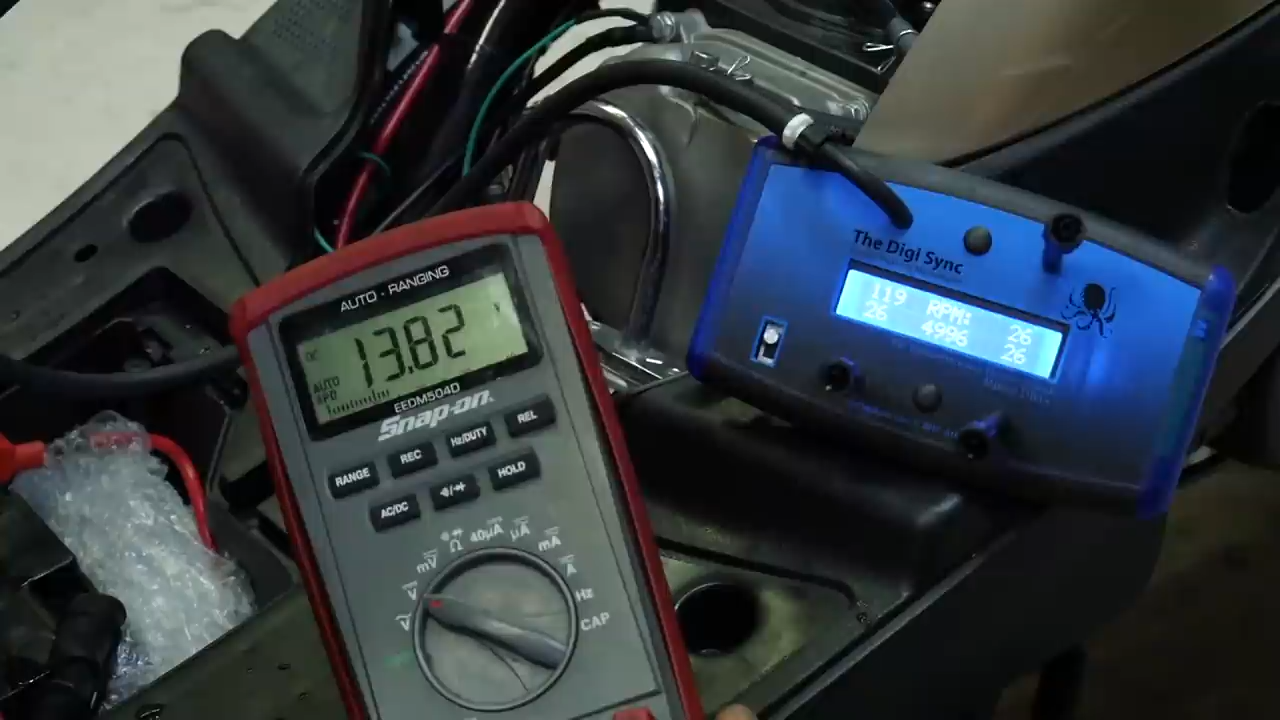 AUTO - RANGING
DC
13.82
V
AUTO
APO
EEDM504D
Snap-on
RANGE
REC
Hz/DUTY
REL
AC/DC
HOLD
mV
Ω
40µA
µA
mA
A
V
Hz
V
CAP
The Digi Sync
119 RPM: 26
26 4996 26